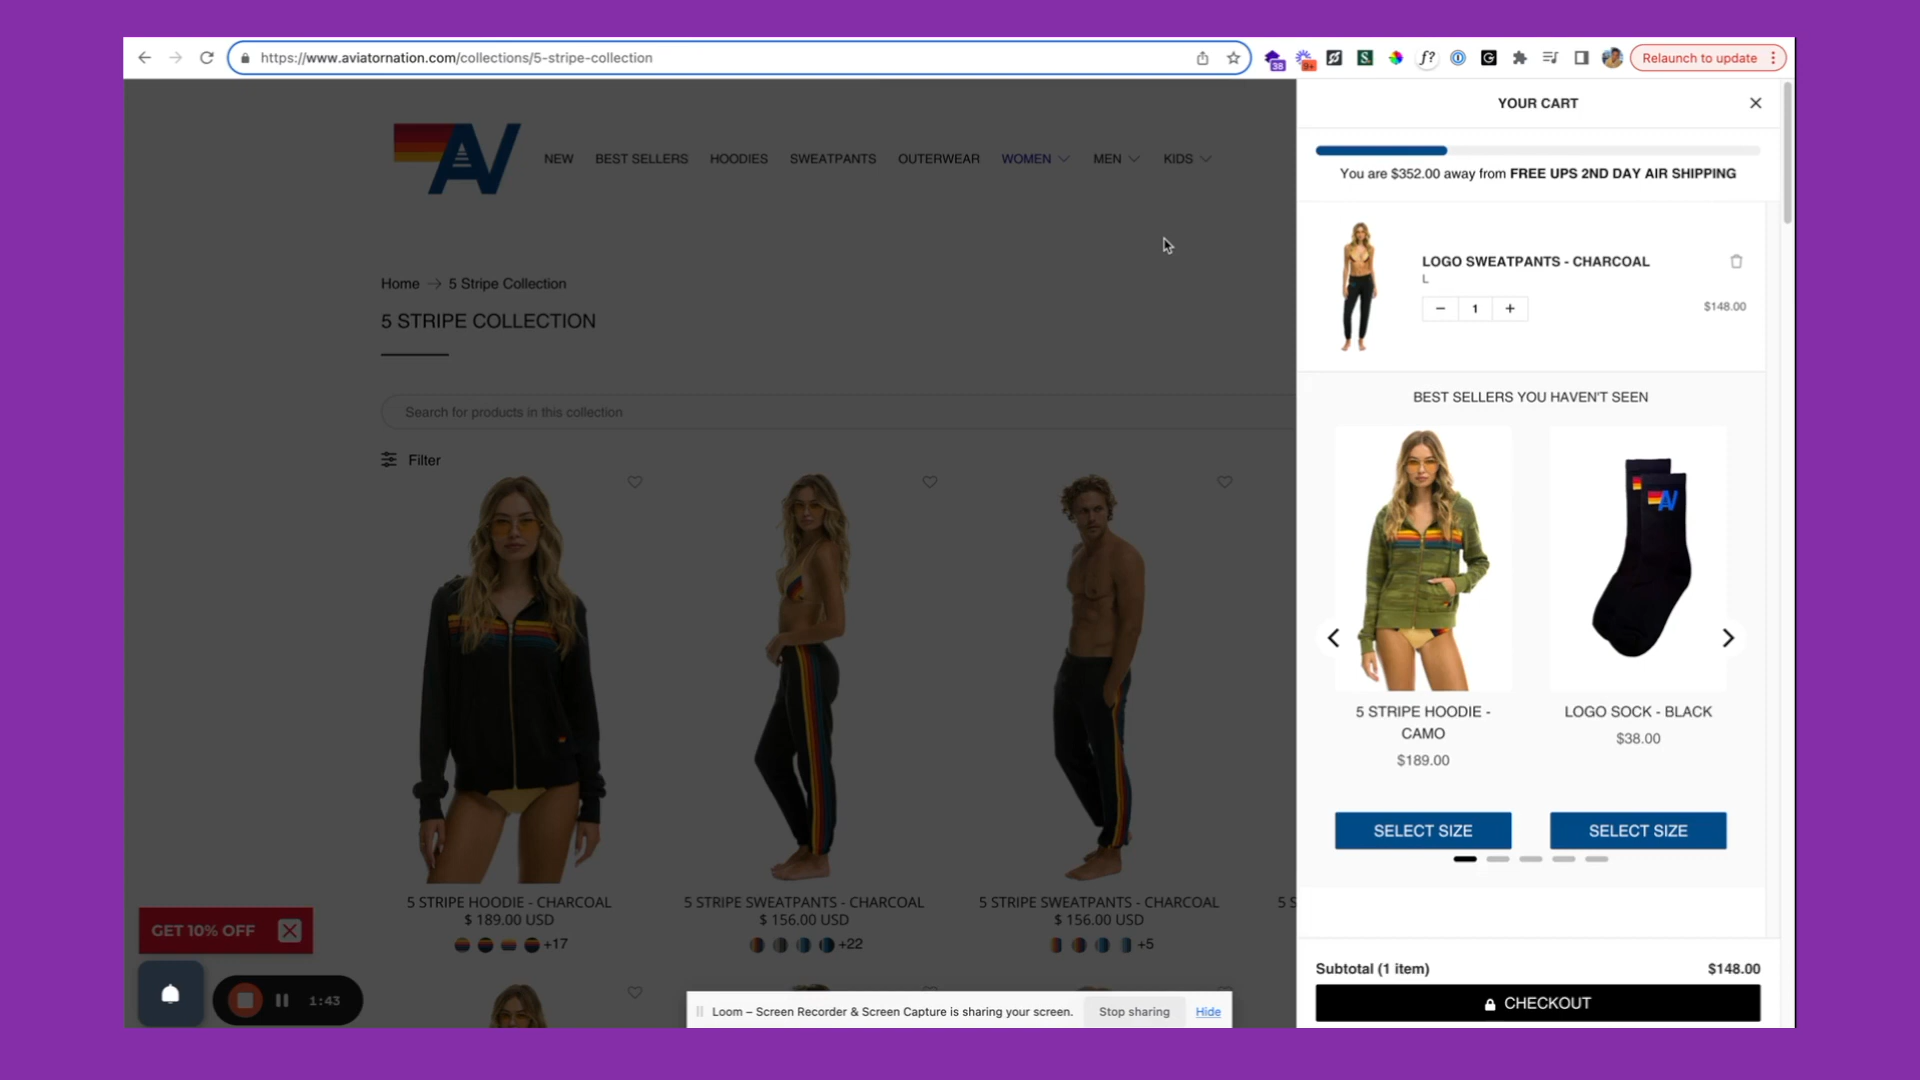 https://www.aviatornation.com/collections/5-stripe-collection
38
9+
S.
f?
G
Relaunch to update
AV
NEW
BEST SELLERS
HOODIES
SWEATPANTS
OUTERWEAR
WOMEN
MEN
KIDS
Home → 5 Stripe Collection
5 STRIPE COLLECTION
Search for products in this collection
Filter
5 STRIPE HOODIE - CHARCOAL
$ 189.00 USD
+17
5 STRIPE SWEATPANTS - CHARCOAL
$ 156.00 USD
+22
5 STRIPE SWEATPANTS - CHARCOAL
$ 156.00 USD
+5
5 S
GET 10% OFF
1:43
Loom – Screen Recorder & Screen Capture is sharing your screen.
Stop sharing
Hide
YOUR CART
You are $352.00 away from FREE UPS 2ND DAY AIR SHIPPING
LOGO SWEATPANTS - CHARCOAL
L
− 1 +
$148.00
BEST SELLERS YOU HAVEN'T SEEN
AV
5 STRIPE HOODIE -
CAMO
$189.00
SELECT SIZE
LOGO SOCK - BLACK
$38.00
SELECT SIZE
Subtotal (1 item)
$148.00
CHECKOUT